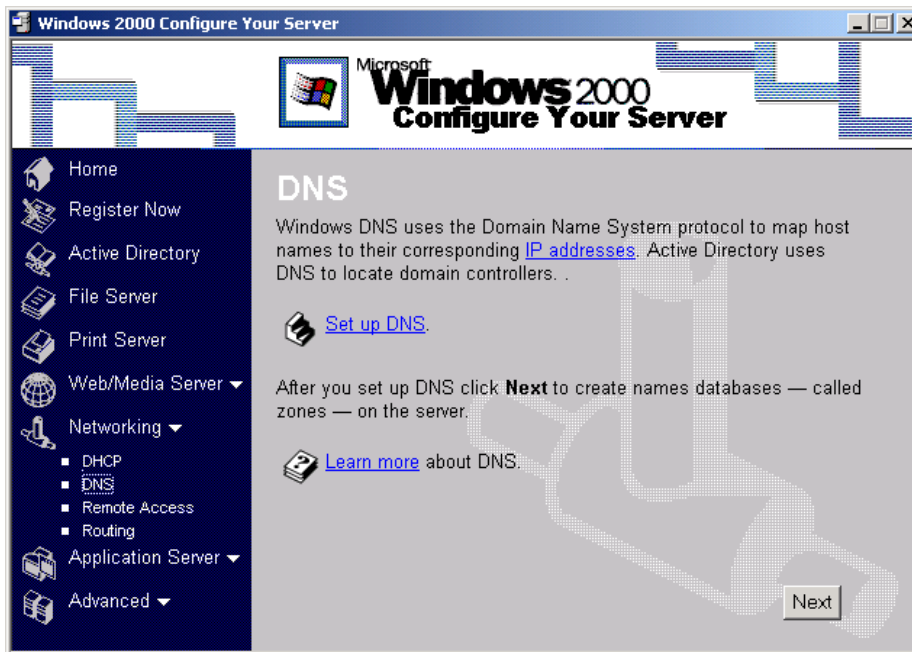 Windows 2000 Configure Your Server
Microsoft
Windows 2000
Configure Your Server
Home
Register Now
Active Directory
File Server
Print Server
Web/Media Server
Networking
DHCP
DNS
Remote Access
Routing
Application Server
Advanced
DNS
Windows DNS uses the Domain Name System protocol to map host
names to their corresponding IP addresses. Active Directory uses
DNS to locate domain controllers. .
Set up DNS.
After you set up DNS click Next to create names databases — called
zones — on the server.
Learn more about DNS.
Next